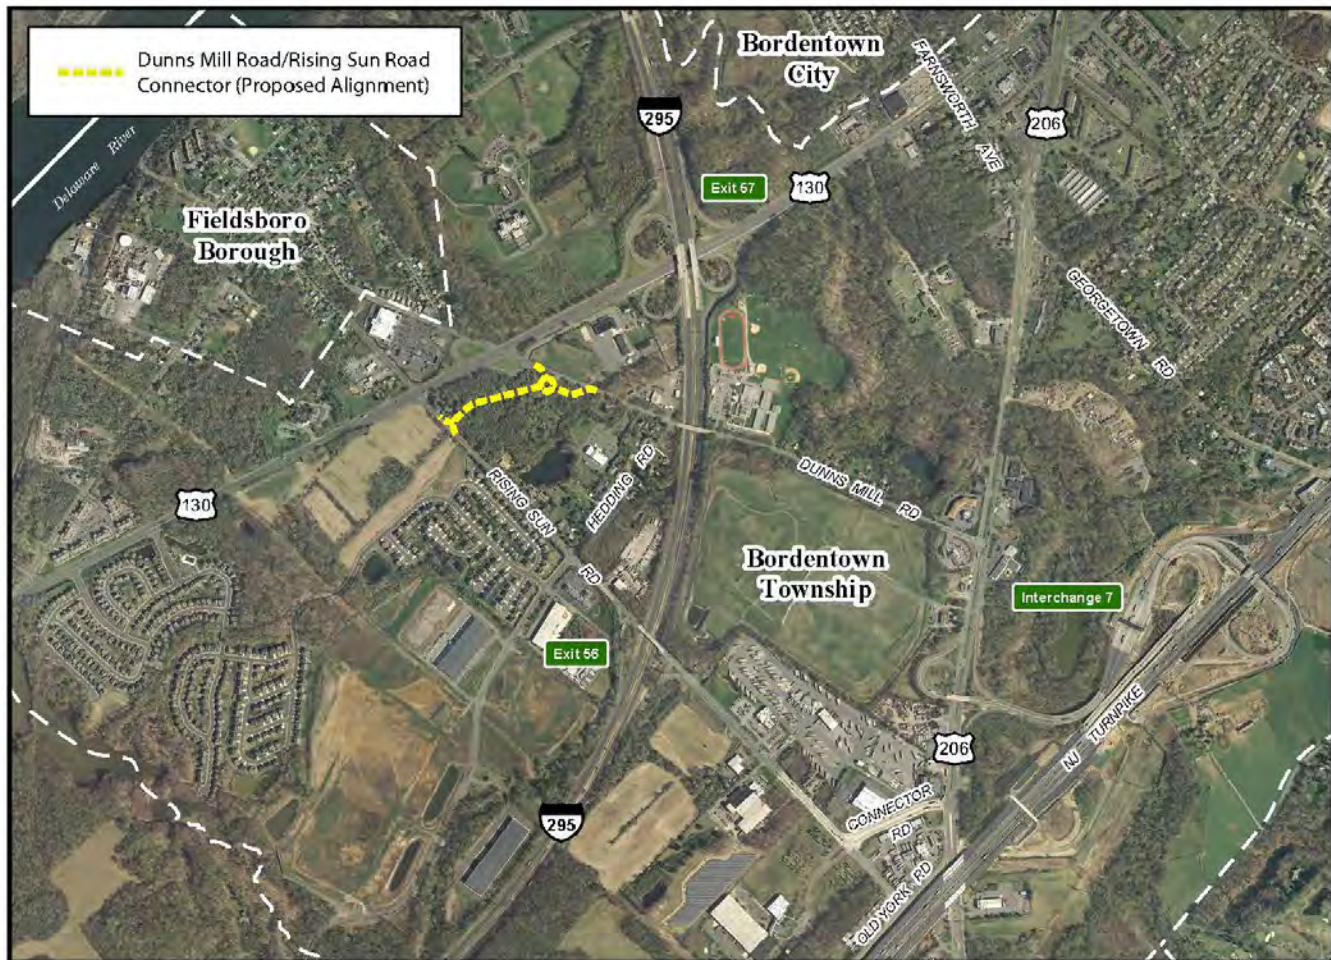 Dunns Mill Road/Rising Sun Road
Connector (Proposed Alignment)
Bordentown
City
FARNSWORTH AVE
206
295
Delaware River
Exit 57
130
Fieldsboro
Borough
GEORGETOWN RD
DUNNS MILL RD
RISING SUN RD
HEDDING RD
130
Bordentown
Township
Interchange 7
Exit 56
206
NJ TURNPIKE
295
CONNECTOR
RD
OLD YORK RD